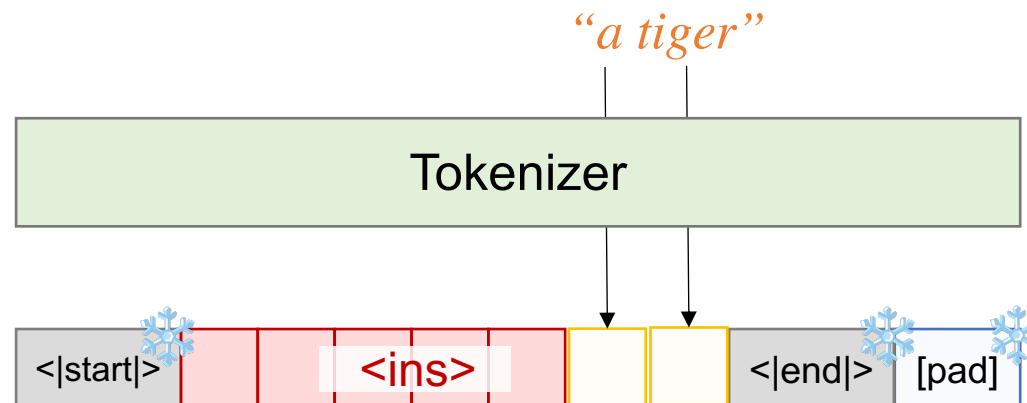 “a tiger”
Tokenizer
<|start|> <ins> <|end|> [pad]